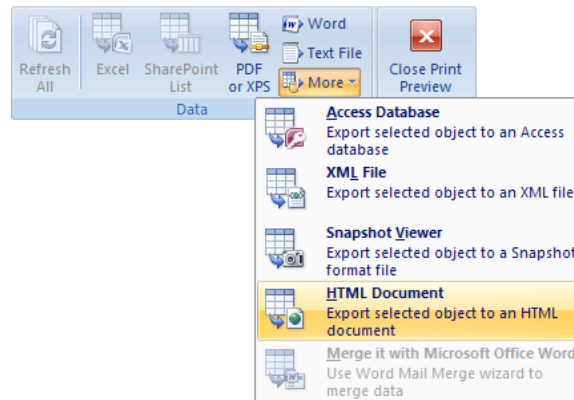 Word
Text File
More
Refresh All
Excel
SharePoint List
PDF or XPS
Close Print Preview
Data
Access Database
Export selected object to an Access
database
XML File
Export selected object to an XML file
Snapshot Viewer
Export selected object to a Snapshot
format file
HTML Document
Export selected object to an HTML
document
Merge it with Microsoft Office Word
Use Word Mail Merge wizard to
merge data